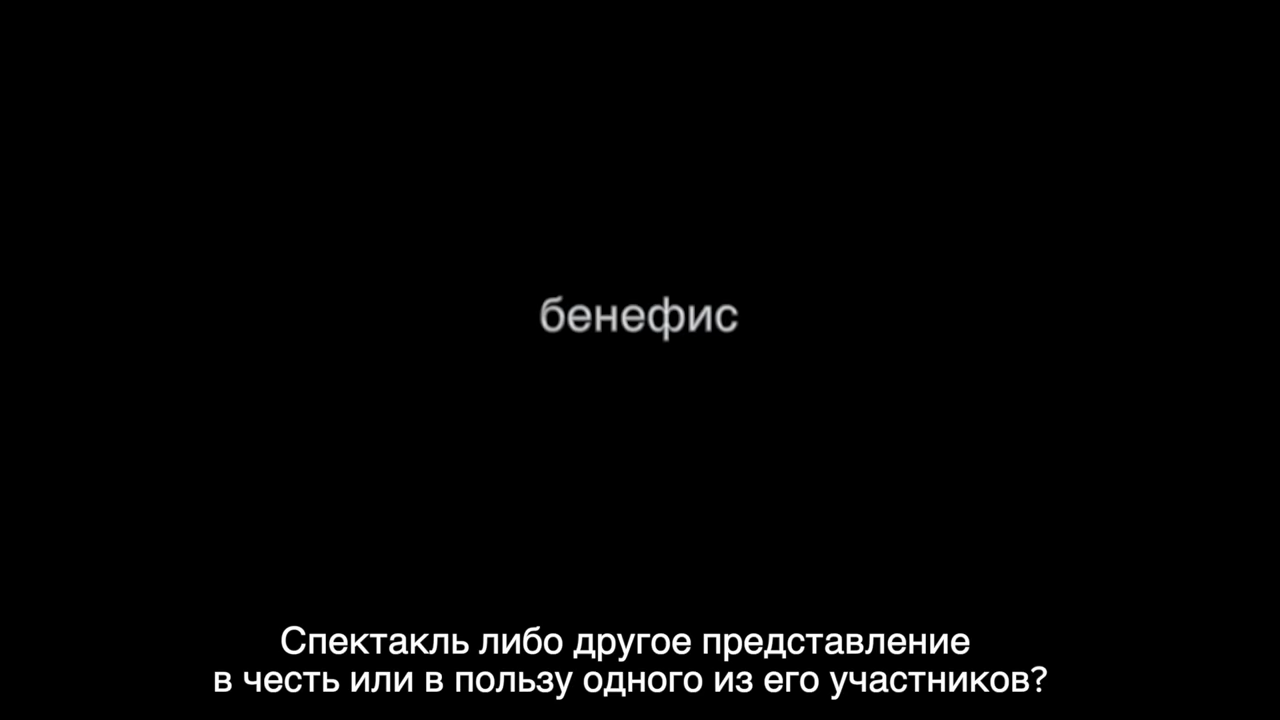 бенефис
Спектакль либо другое представление
в честь или в пользу одного из его участников?